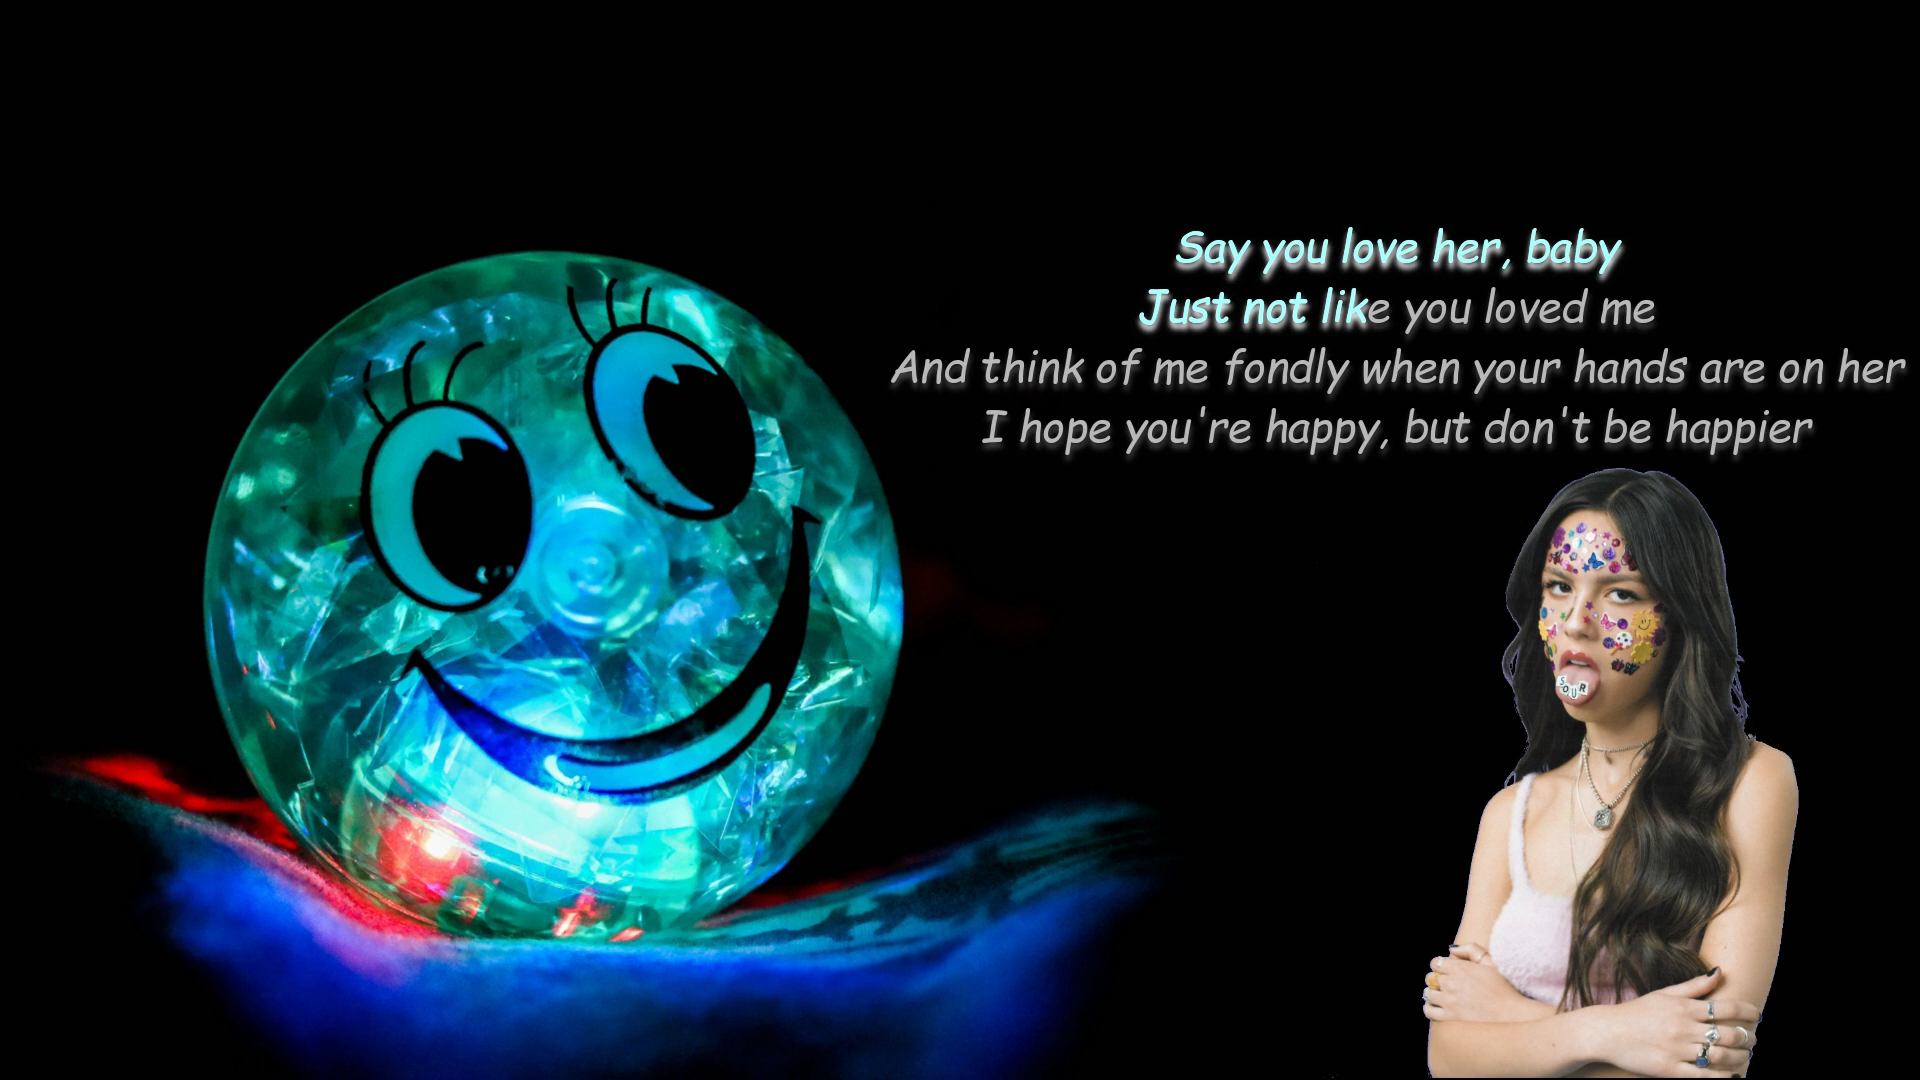 Say you love her, baby
Just not like you loved me
And think of me fondly when your hands are on her
I hope you're happy, but don't be happier
SOUR